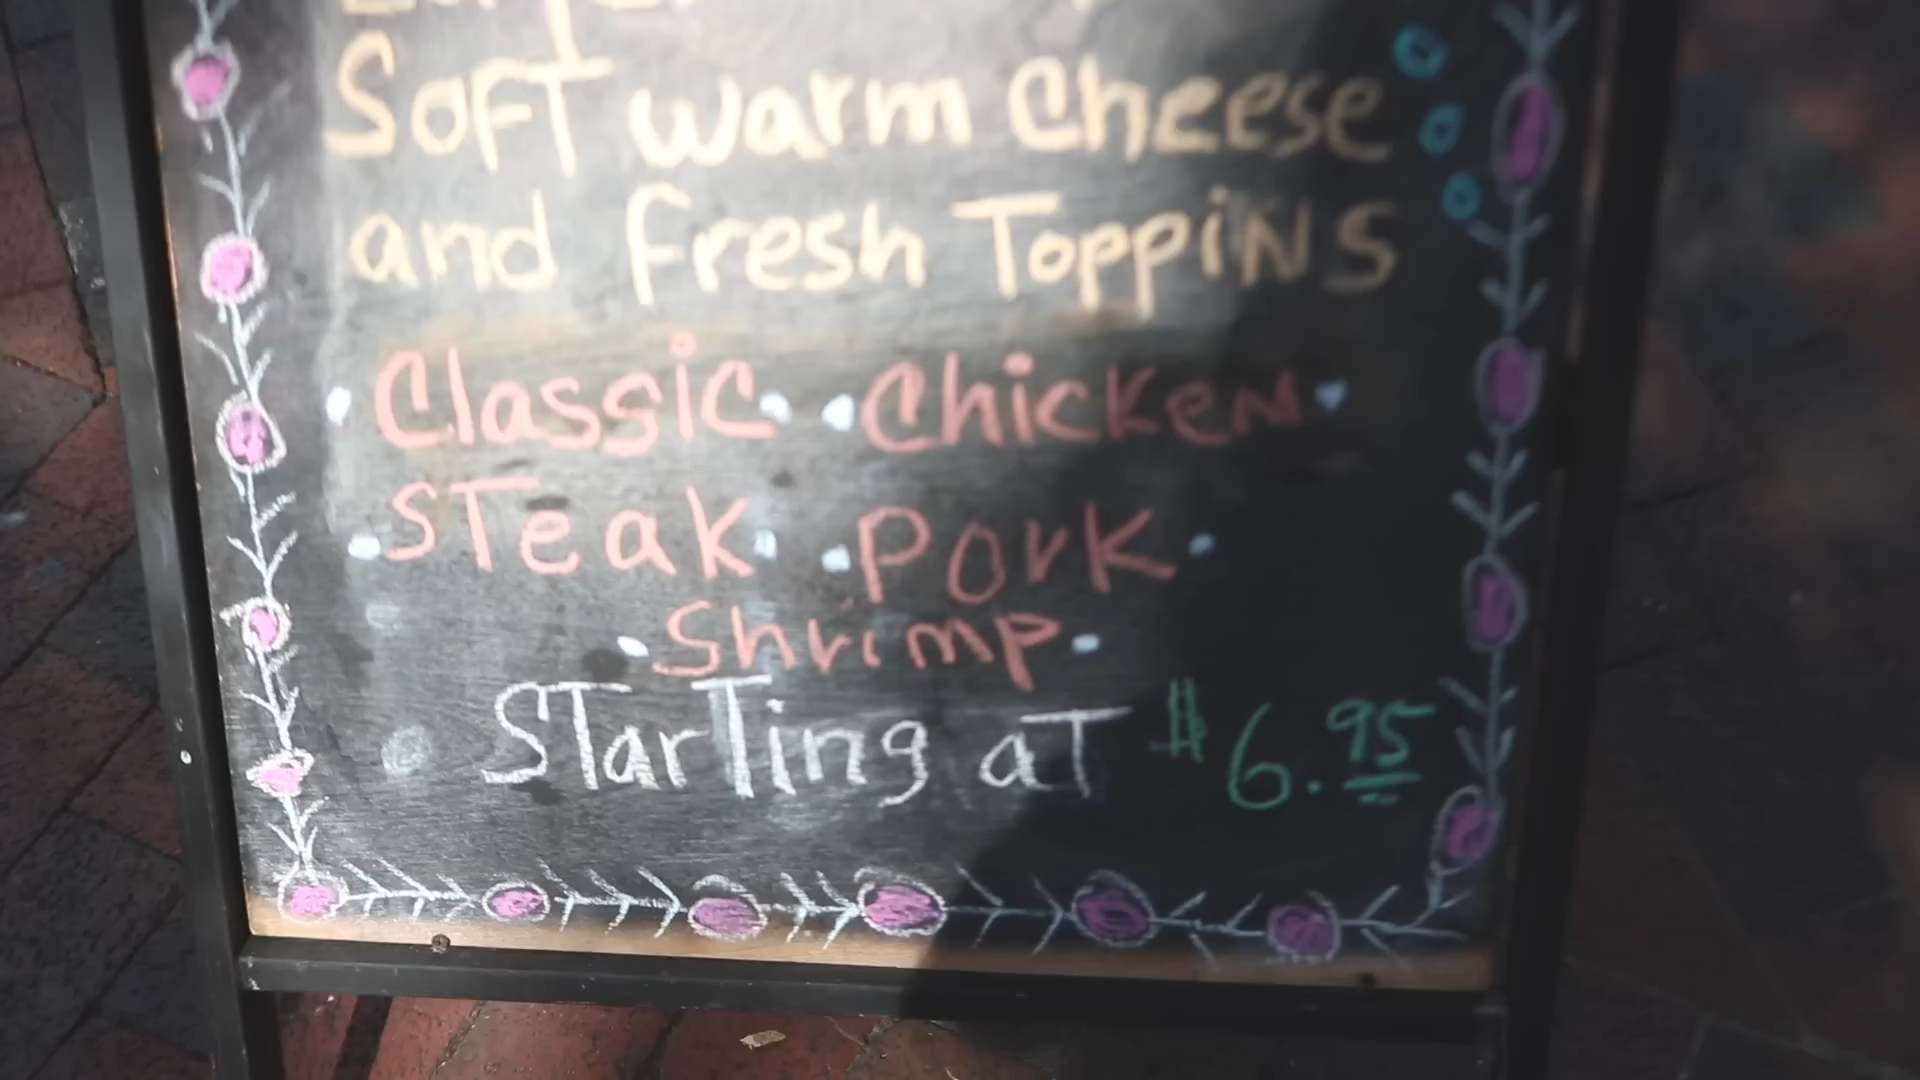 Soft warm Cheese
and fresh ToppiNS
Classic Chicken
STeak Pork
Shrimp
STarTing aT $6.95